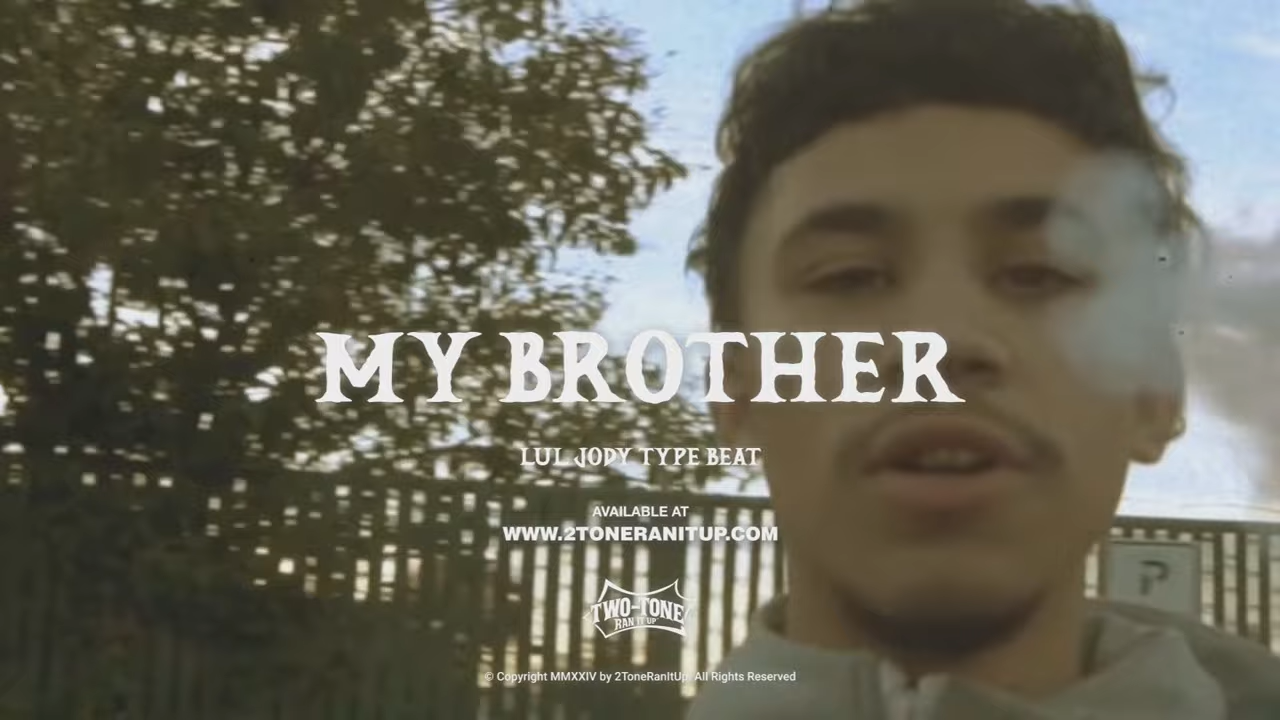 MY BROTHER
LUL JODY TYPE BEAT
AVAILABLE AT
WWW.2TONERANITUP.COM
TWO-TONE
RAN IT UP
© Copyright MMXXIV by 2ToneRanItUp. All Rights Reserved
P